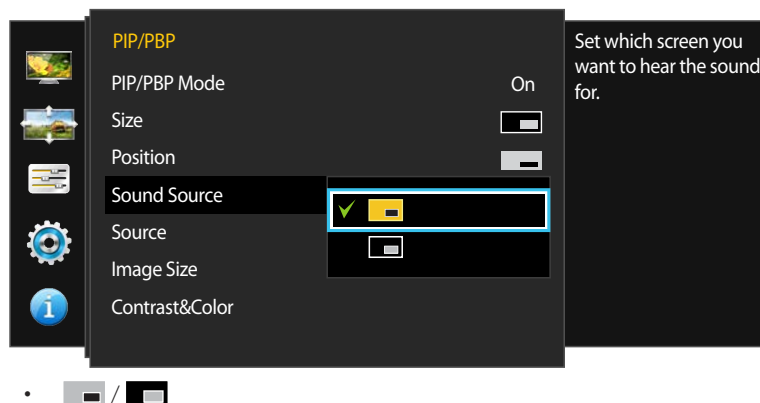 PIP/PBP
PIP/PBP Mode On
Size
Position
Sound Source
Source
Image Size
Contrast&Color
Set which screen you
want to hear the sound
for.
• /